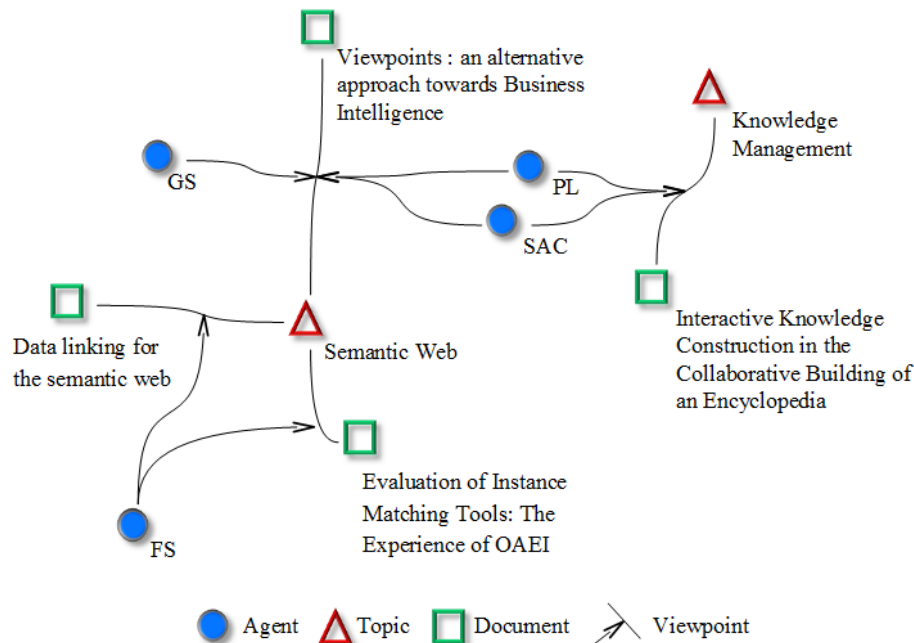 Viewpoints : an alternative
approach towards Business
Intelligence
Knowledge
Management
GS
PL
SAC
Data linking for
the semantic web
Semantic Web
Interactive Knowledge
Construction in the
Collaborative Building of
an Encyclopedia
Evaluation of Instance
Matching Tools: The
Experience of OAEI
FS
Agent
Topic
Document
Viewpoint